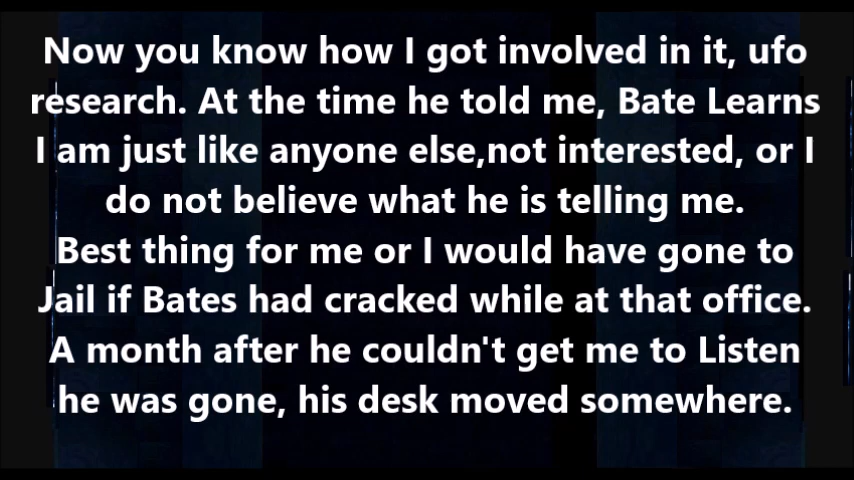 Now you know how I got involved in it, ufo
research. At the time he told me, Bate Learns
I am just like anyone else,not interested, or I
do not believe what he is telling me.
Best thing for me or I would have gone to
Jail if Bates had cracked while at that office.
A month after he couldn't get me to Listen
he was gone, his desk moved somewhere.